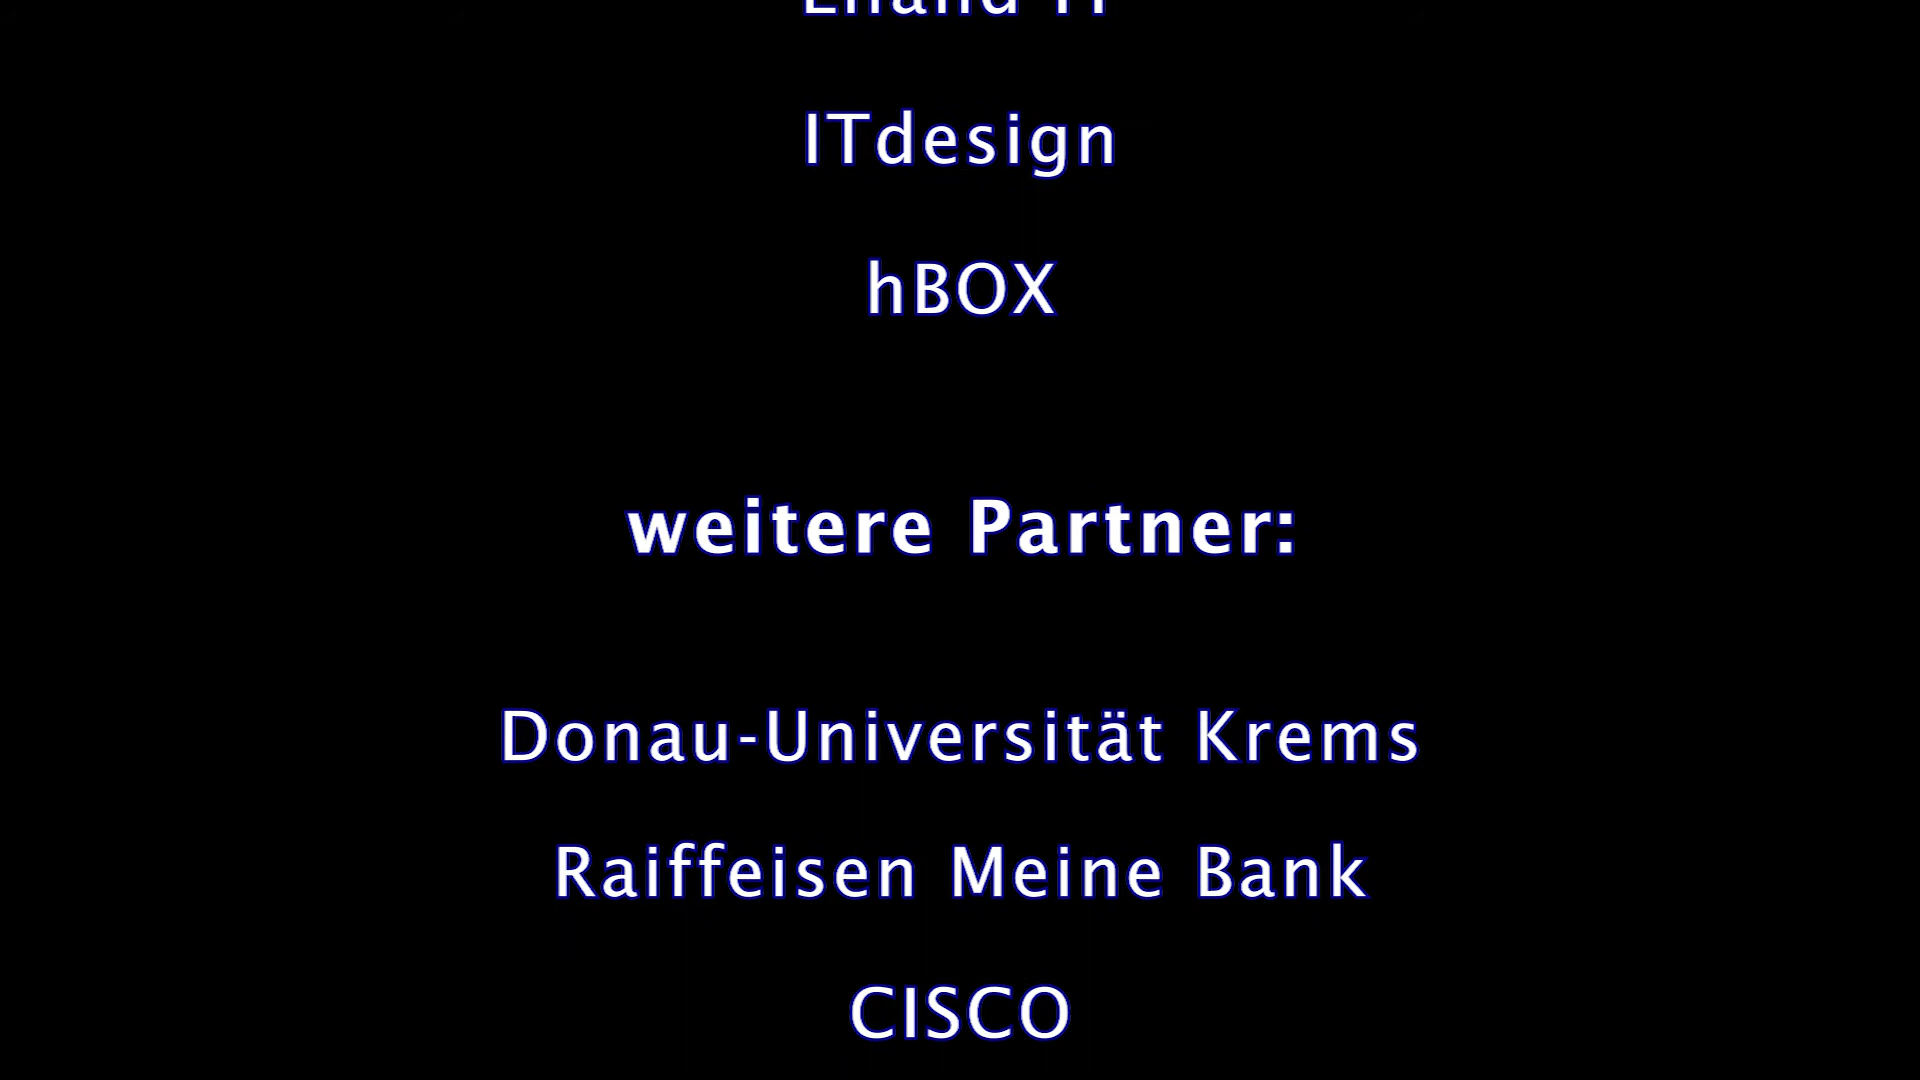 ITdesign
hBOX
weitere Partner:
Donau-Universität Krems
Raiffeisen Meine Bank
CISCO